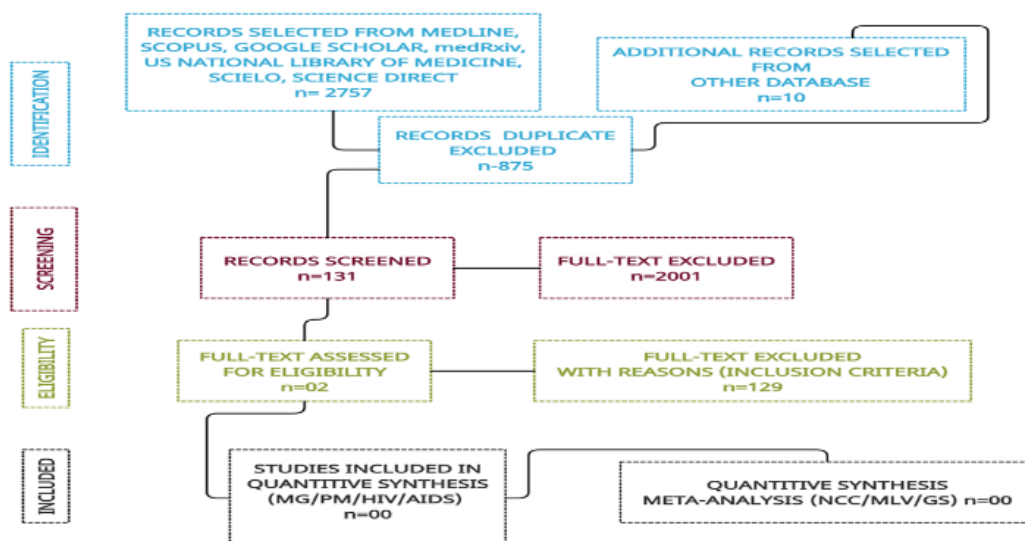 IDENTIFICATION
RECORDS SELECTED FROM MEDLINE,
SCOPUS, GOOGLE SCHOLAR, medRxiv,
US NATIONAL LIBRARY OF MEDICINE,
SCIELO, SCIENCE DIRECT
n= 2757
ADDITIONAL RECORDS SELECTED
FROM
OTHER DATABASE
n=10
RECORDS DUPLICATE
EXCLUDED
n-875
SCREENING
RECORDS SCREENED
n=131
FULL-TEXT EXCLUDED
n=2001
ELIGIBILITY
FULL-TEXT ASSESSED
FOR ELIGIBILITY
n=02
FULL-TEXT EXCLUDED
WITH REASONS (INCLUSION CRITERIA)
n=129
INCLUDED
STUDIES INCLUDED IN
QUANTITIVE SYNTHESIS
(MG/PM/HIV/AIDS)
n=00
QUANTITIVE SYNTHESIS
META-ANALYSIS (NCC/MLV/GS) n=00